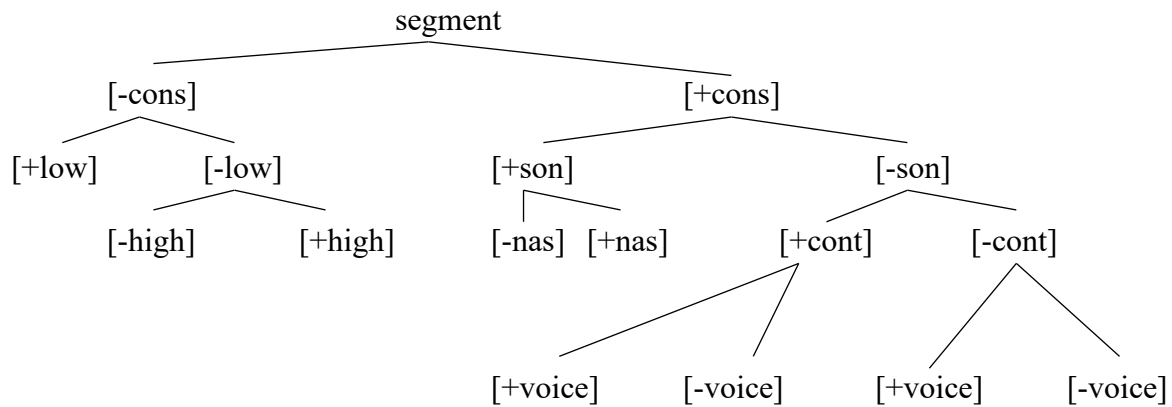 segment
[-cons] [+cons]
[+low] [-low] [+son] [-son]
[-high] [+high] [-nas] [+nas] [+cont] [-cont]
[+voice] [-voice] [+voice] [-voice]